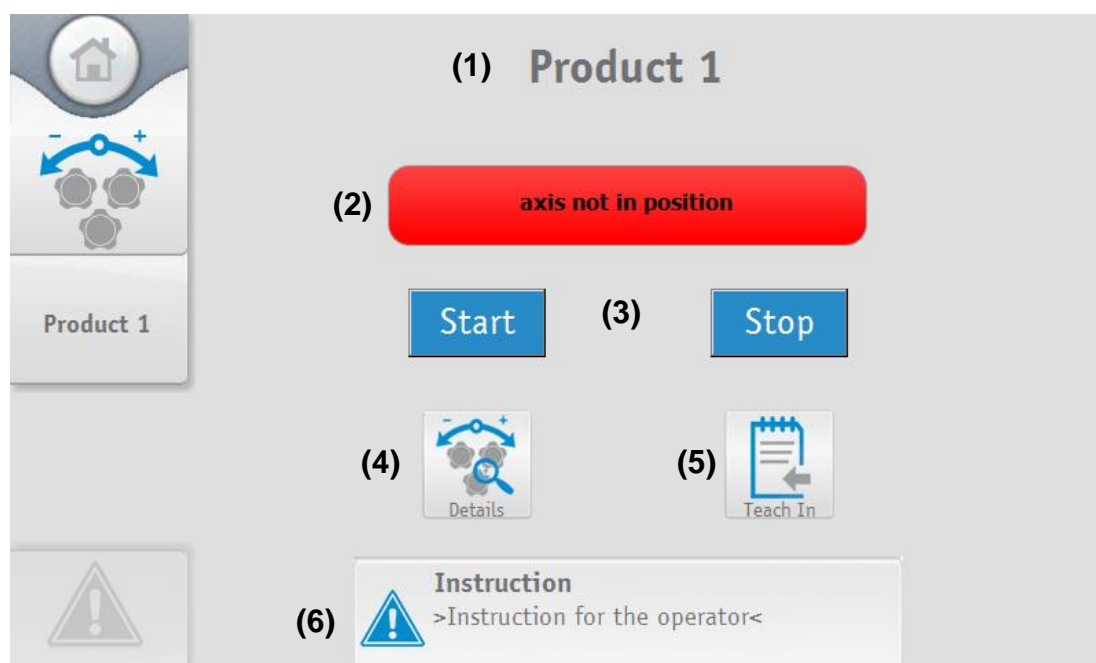 (1) Product 1
- +
(2) axis not in position
Product 1
Start (3) Stop
- +
(4) (5)
Details Teach In
Instruction
(6) >Instruction for the operator<